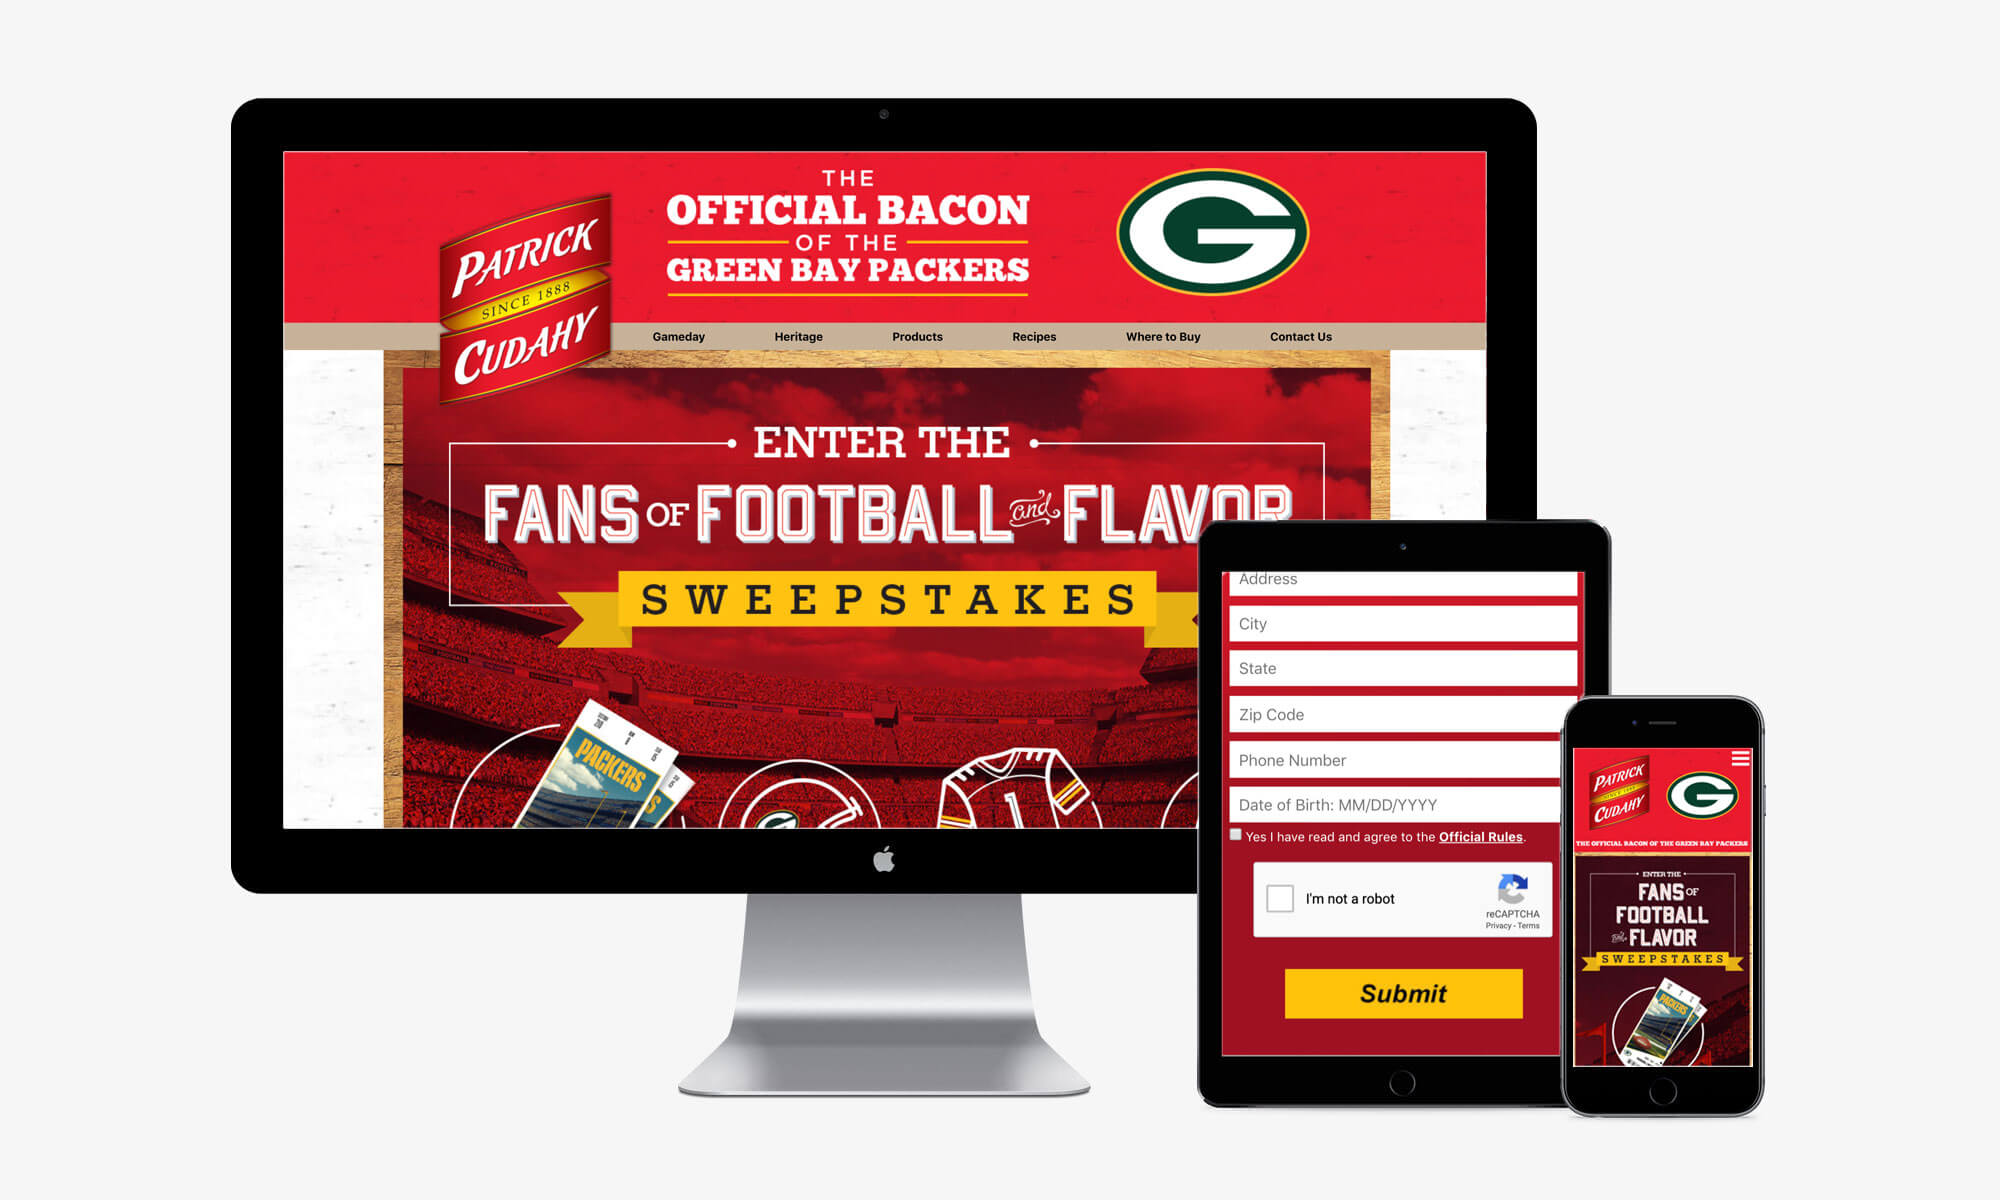 THE
OFFICIAL BACON
OF THE
GREEN BAY PACKERS
PATRICK
SINCE 1888
CUDAHY
G
Gameday Heritage Products Recipes Where to Buy Contact Us
ENTER THE
FANS OF FOOTBALL and FLAVOR
SWEEPSTAKES
PACKERS
Address
City
State
Zip Code
Phone Number
Date of Birth: MM/DD/YYYY
Yes I have read and agree to the Official Rules.
I'm not a robot
reCAPTCHA
Privacy - Terms
Submit
PATRICK
SINCE 1888
CUDAHY
G
THE OFFICIAL BACON OF THE GREEN BAY PACKERS
ENTER THE
FANS OF
FOOTBALL
and FLAVOR
SWEEPSTAKES
PACKERS